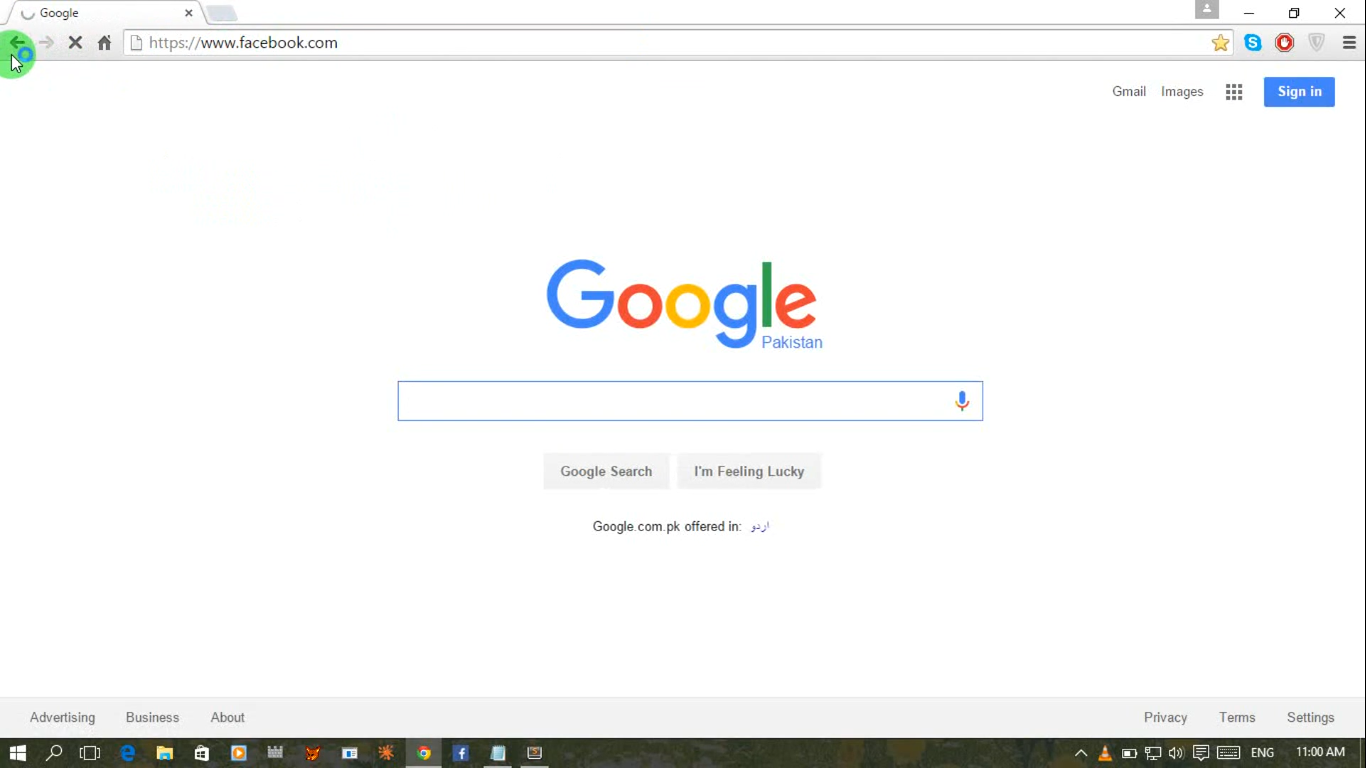 Google
https://www.facebook.com
Gmail Images Sign in
Google
Pakistan
Google Search I'm Feeling Lucky
Google.com.pk offered in: اردو
Advertising Business About Privacy Terms Settings
ENG 11:00 AM